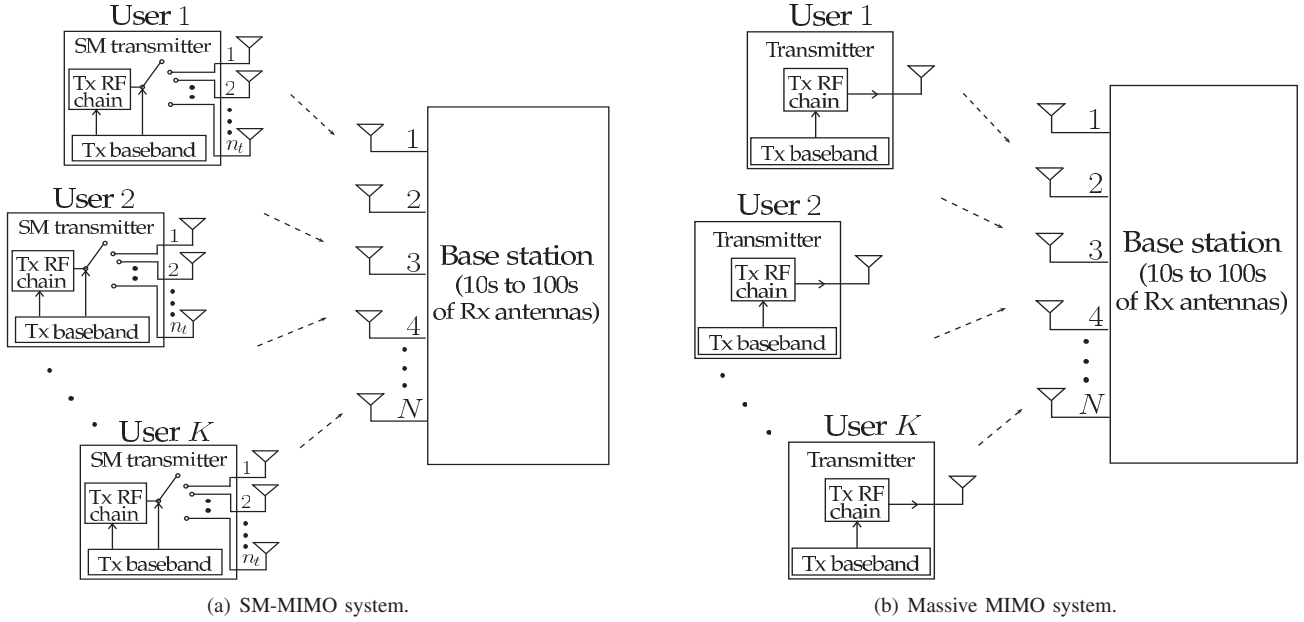 User 1
SM transmitter
Tx RF
chain
Tx baseband
1
2
n_t
User 2
SM transmitter
Tx RF
chain
Tx baseband
1
2
n_t
User K
SM transmitter
Tx RF
chain
Tx baseband
1
2
n_t
1
2
3
4
N
Base station
(10s to 100s
of Rx antennas)
(a) SM-MIMO system.
User 1
Transmitter
Tx RF
chain
Tx baseband
User 2
Transmitter
Tx RF
chain
Tx baseband
User K
Transmitter
Tx RF
chain
Tx baseband
1
2
3
4
N
Base station
(10s to 100s
of Rx antennas)
(b) Massive MIMO system.